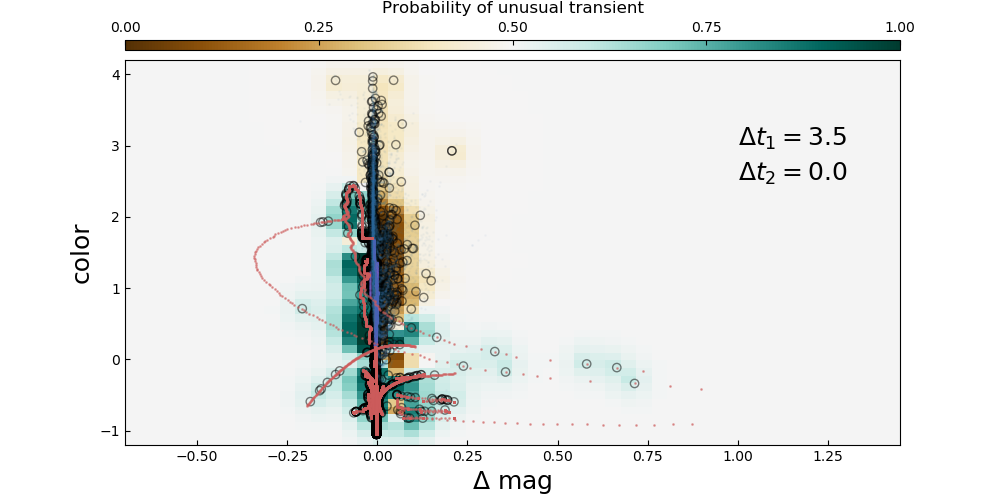 Probability of unusual transient
0.00 0.25 0.50 0.75 1.00
4
3
2
1
0
−1
color
Δt₁ = 3.5
Δt₂ = 0.0
−0.50 −0.25 0.00 0.25 0.50 0.75 1.00 1.25
Δ mag